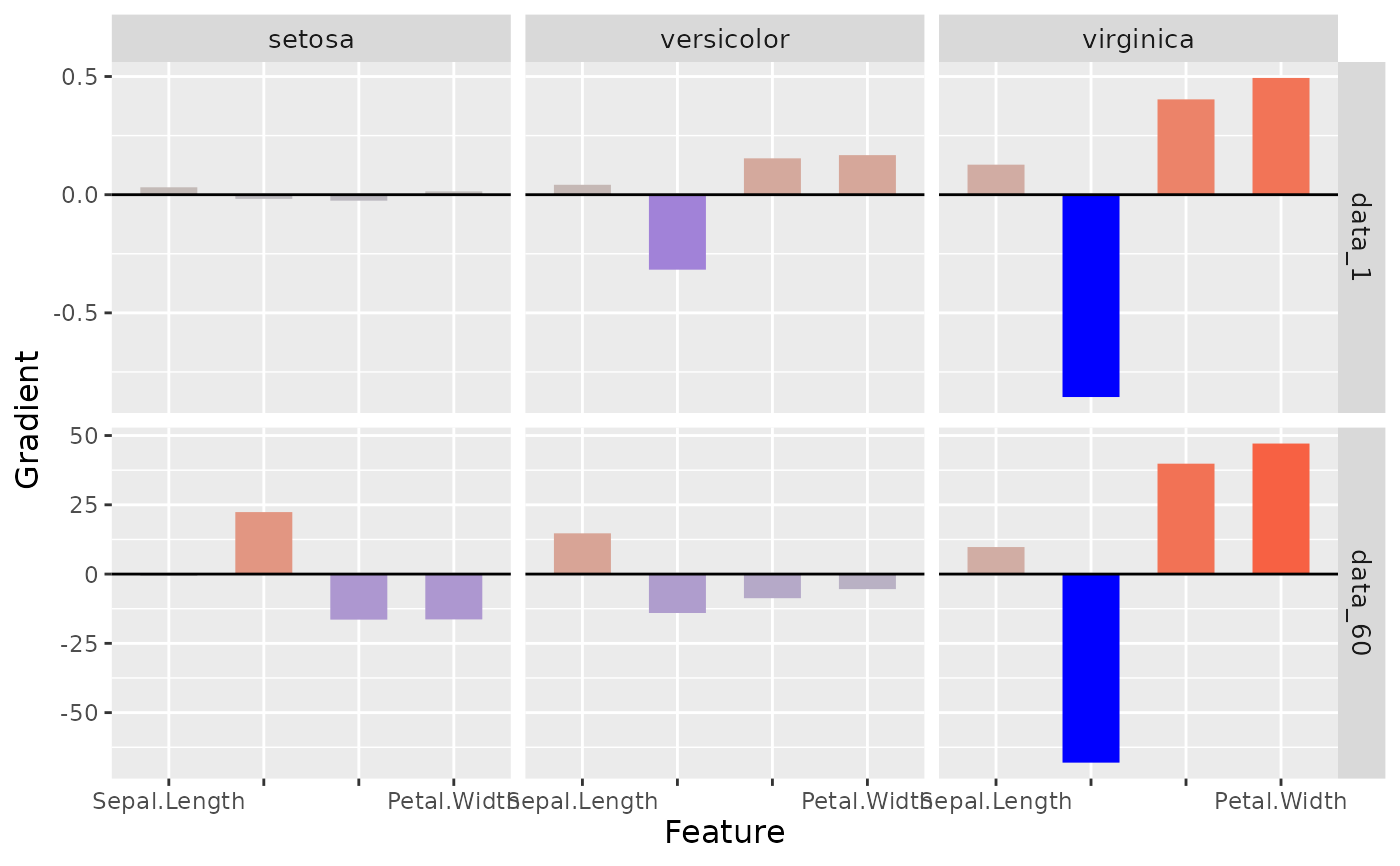 setosa
versicolor
virginica
0.5
0.0
-0.5
data_1
Gradient
50
25
0
-25
-50
data_60
Sepal.Length
Petal.Width
Sepal.Length
Petal.Width
Sepal.Length
Petal.Width
Feature